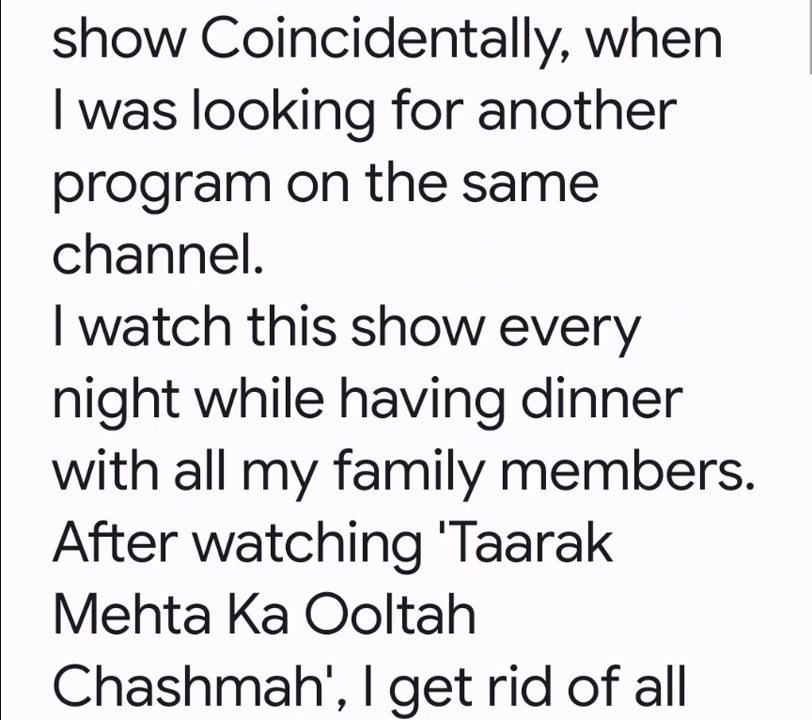 show Coincidentally, when
I was looking for another
program on the same
channel.
I watch this show every
night while having dinner
with all my family members.
After watching 'Taarak
Mehta Ka Ooltah
Chashmah', I get rid of all